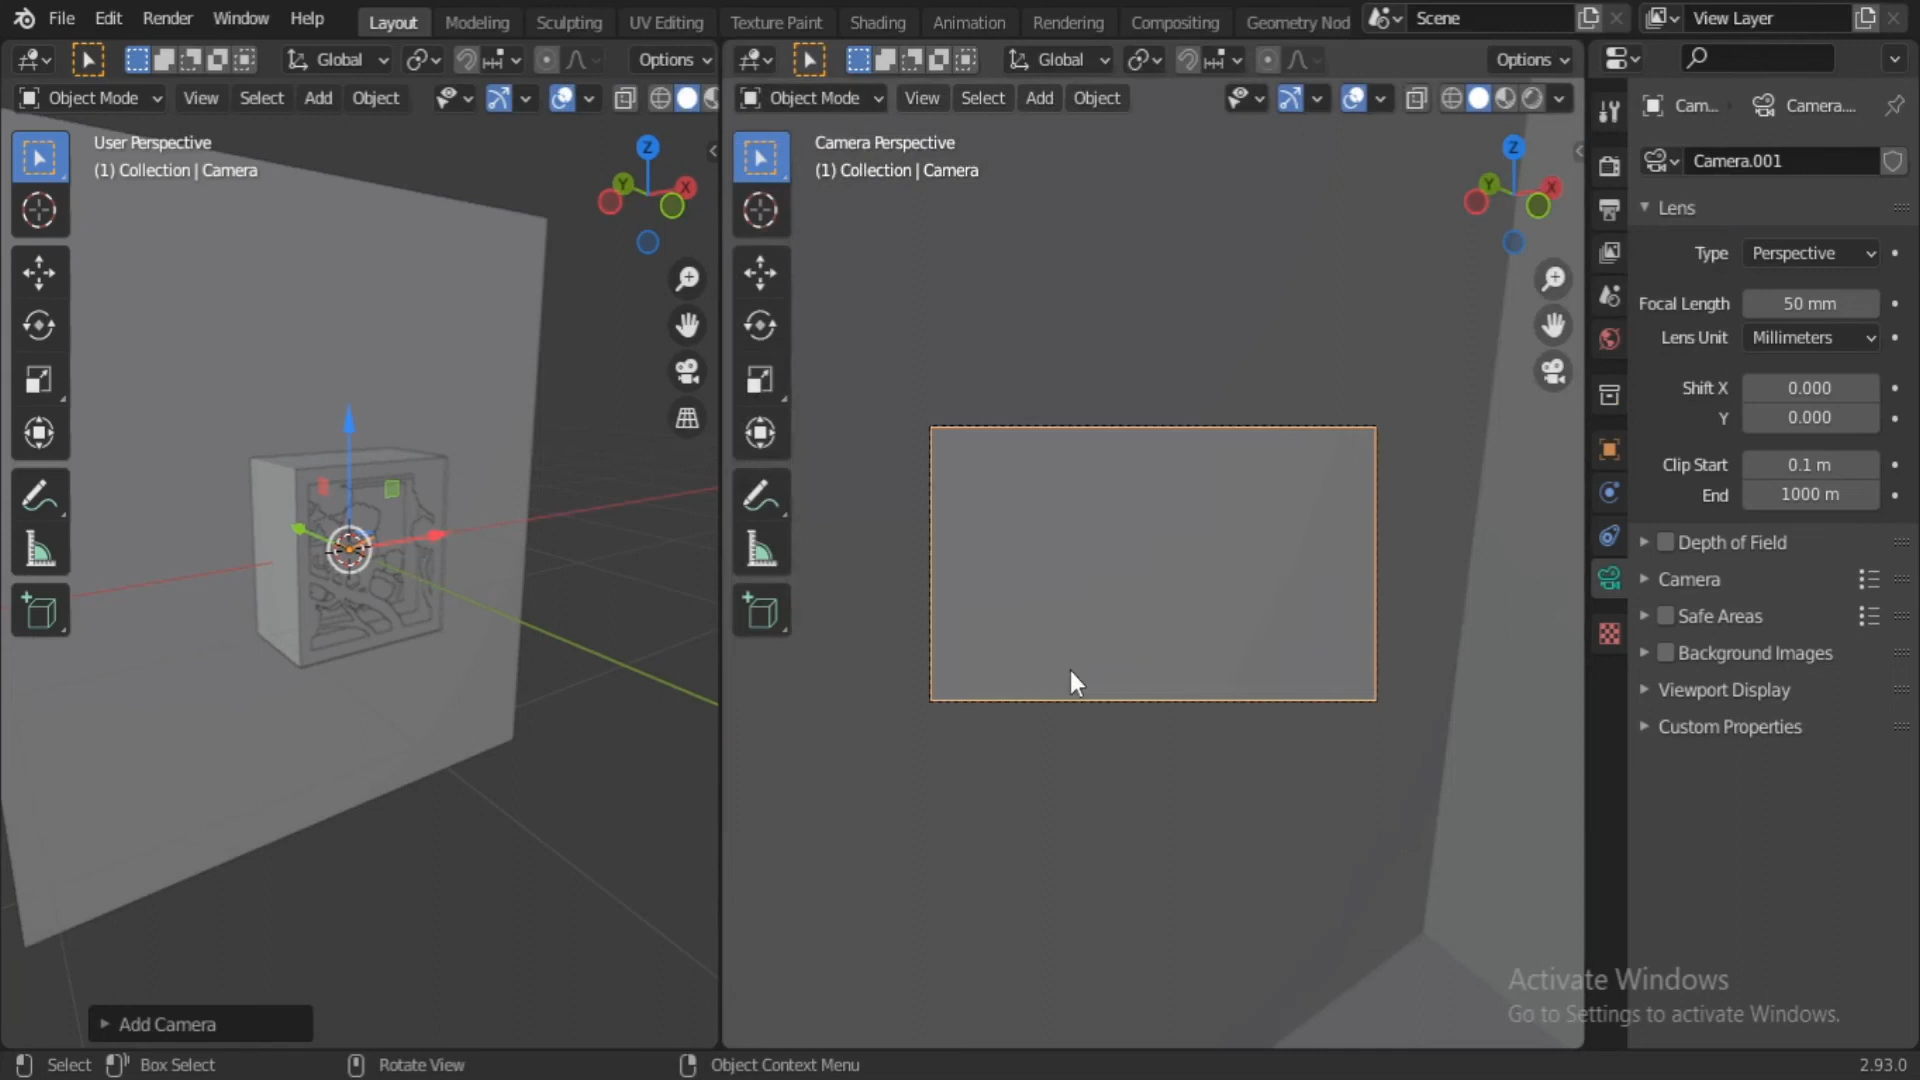 File Edit Render Window Help Layout Modeling Sculpting UV Editing Texture Paint Shading Animation Rendering Compositing Geometry Nod Scene View Layer
Global Options Global Options
Object Mode View Select Add Object Object Mode View Select Add Object
Cam... Camera....
User Perspective
(1) Collection | Camera
Z
Y
X
Camera Perspective
(1) Collection | Camera
Z
Y
X
Camera.001
Lens
Type Perspective
Focal Length 50 mm
Lens Unit Millimeters
Shift X 0.000
Y 0.000
Clip Start 0.1 m
End 1000 m
Depth of Field
Camera
Safe Areas
Background Images
Viewport Display
Custom Properties
Activate Windows
Go to Settings to activate Windows.
Add Camera
Select Box Select Rotate View Object Context Menu 2.93.0